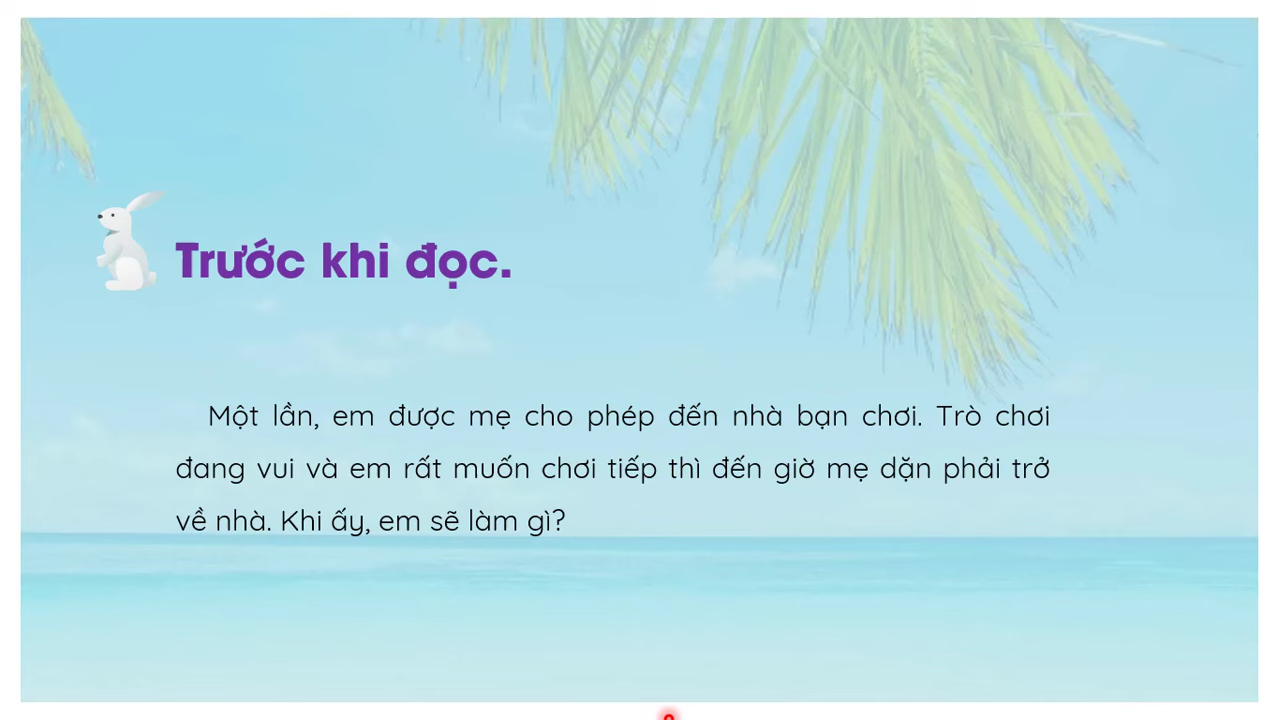 Trước khi đọc.
Một lần, em được mẹ cho phép đến nhà bạn chơi. Trò chơi
đang vui và em rất muốn chơi tiếp thì đến giờ mẹ dặn phải trở
về nhà. Khi ấy, em sẽ làm gì?